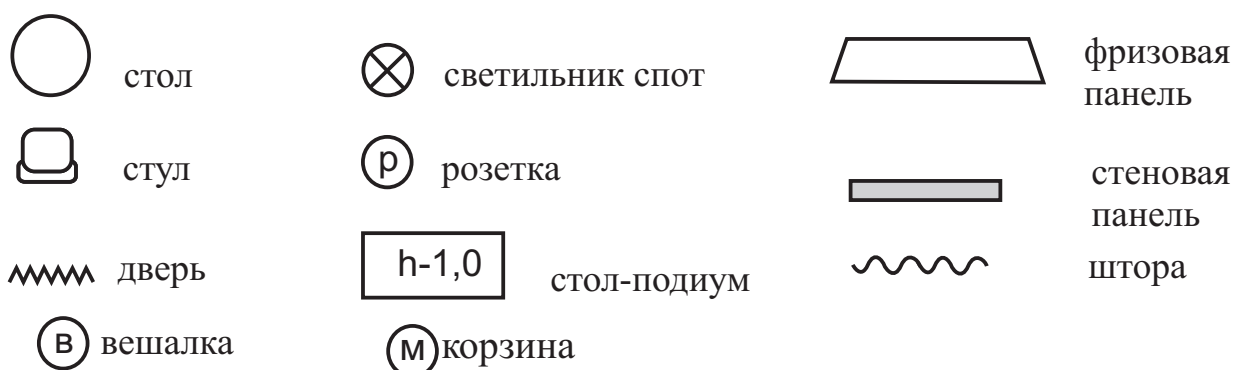 стол
светильник спот
фризовая
панель
стул
р
розетка
стеновая
панель
дверь
h-1,0
стол-подиум
штора
в
вешалка
м
корзина